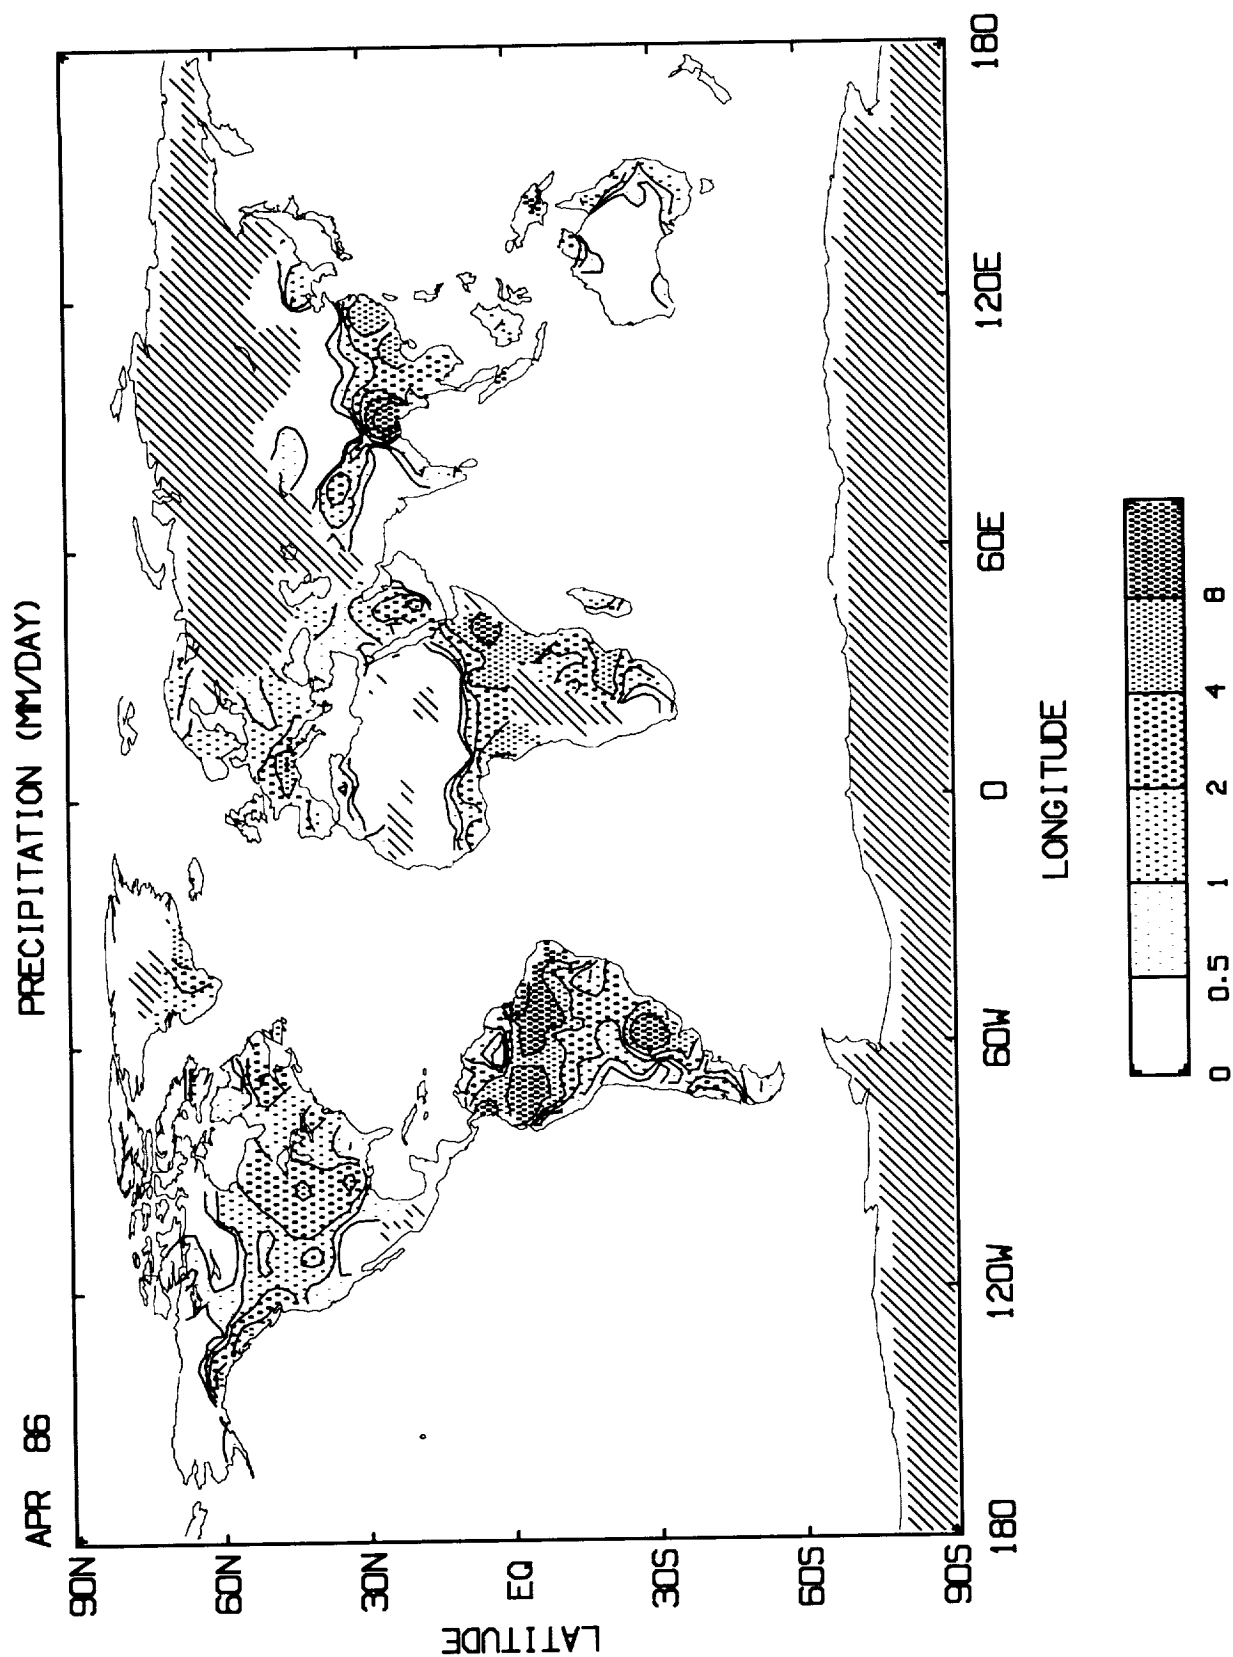 APR 86
PRECIPITATION (MM/DAY)
90N
60N
30N
EQ
30S
60S
90S
LATITUDE
180 120W 60W 0 60E 120E 180
LONGITUDE
0 0.5 1 2 4 8